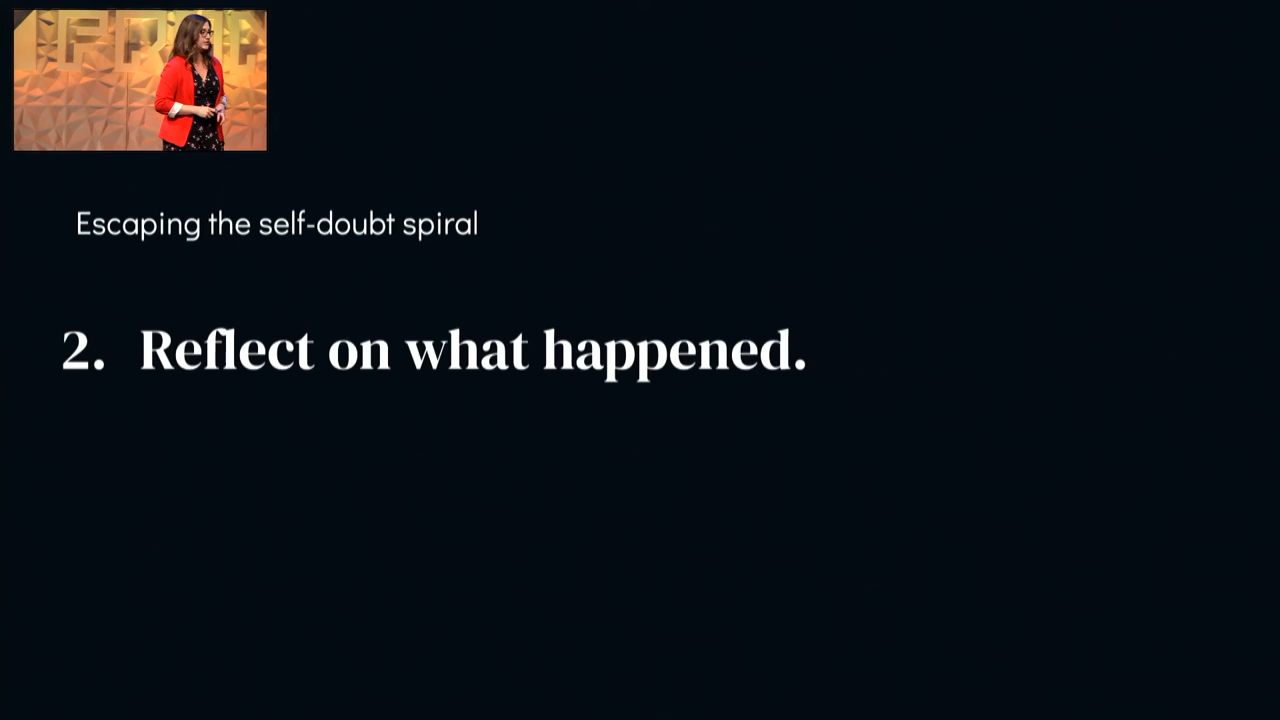 Escaping the self-doubt spiral
2. Reflect on what happened.